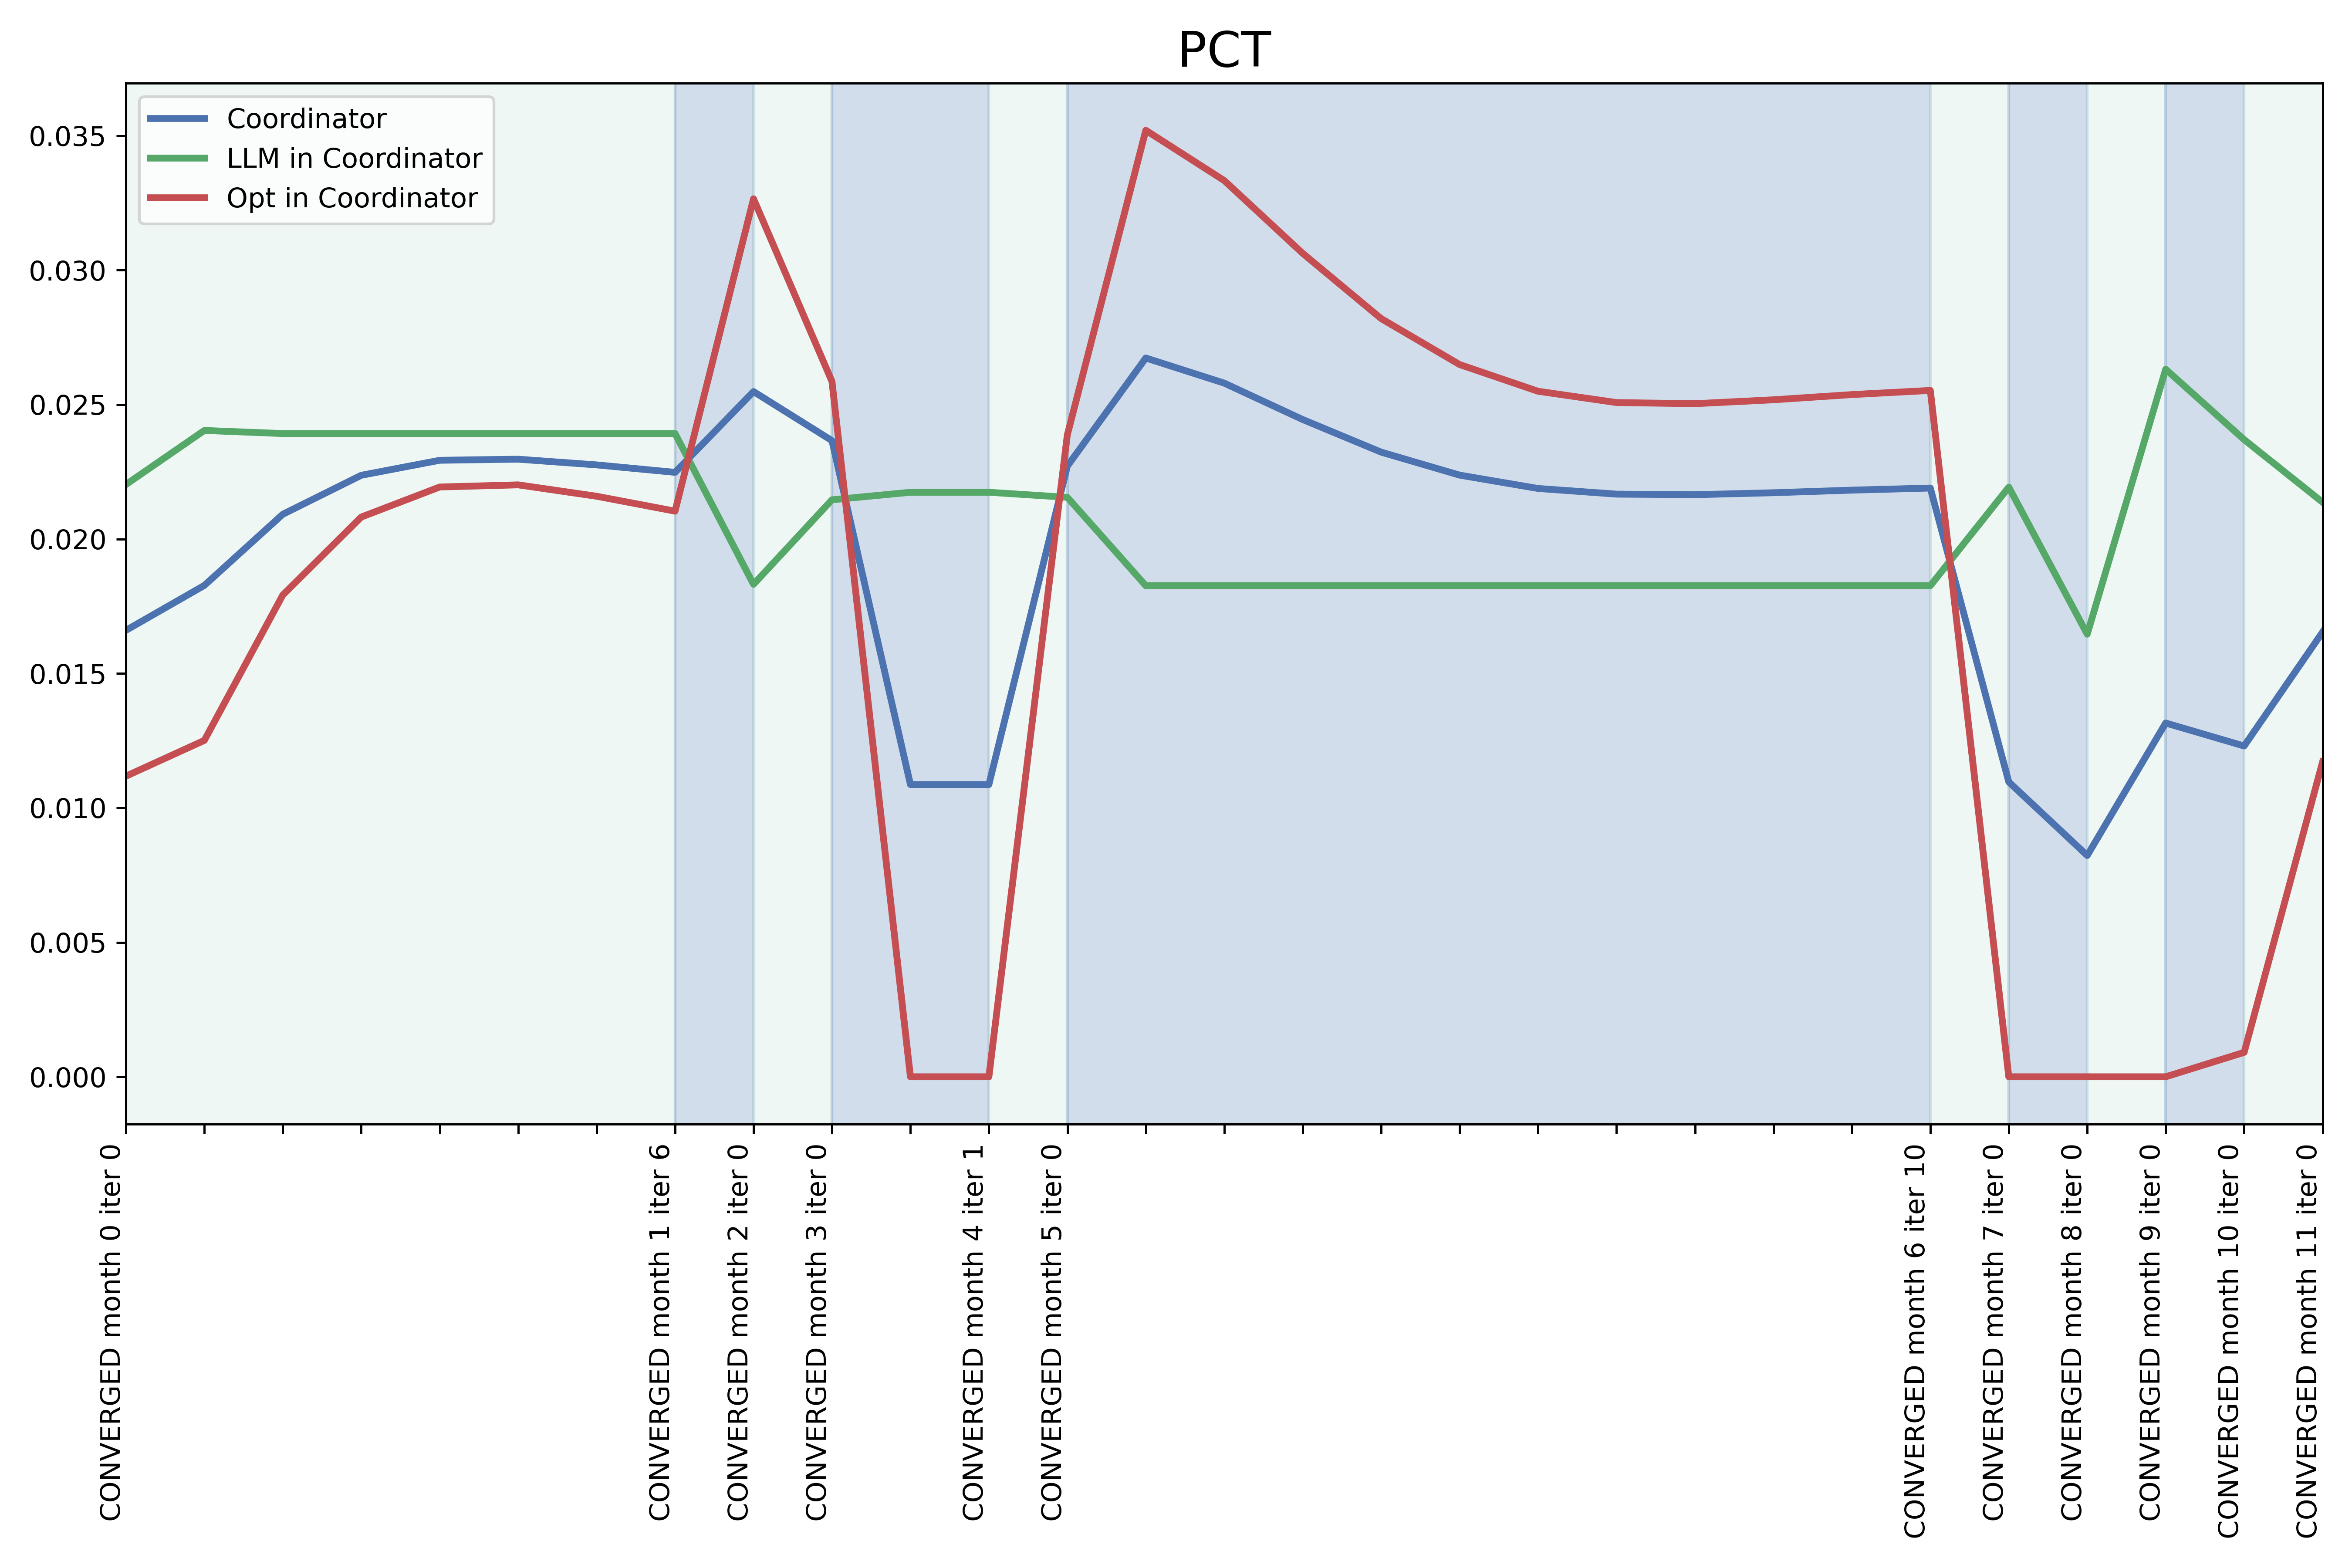 PCT
Coordinator
LLM in Coordinator
Opt in Coordinator
0.035
0.030
0.025
0.020
0.015
0.010
0.005
0.000
CONVERGED month 0 iter 0
CONVERGED month 1 iter 6
CONVERGED month 2 iter 0
CONVERGED month 3 iter 0
CONVERGED month 4 iter 1
CONVERGED month 5 iter 0
CONVERGED month 6 iter 10
CONVERGED month 7 iter 0
CONVERGED month 8 iter 0
CONVERGED month 9 iter 0
CONVERGED month 10 iter 0
CONVERGED month 11 iter 0